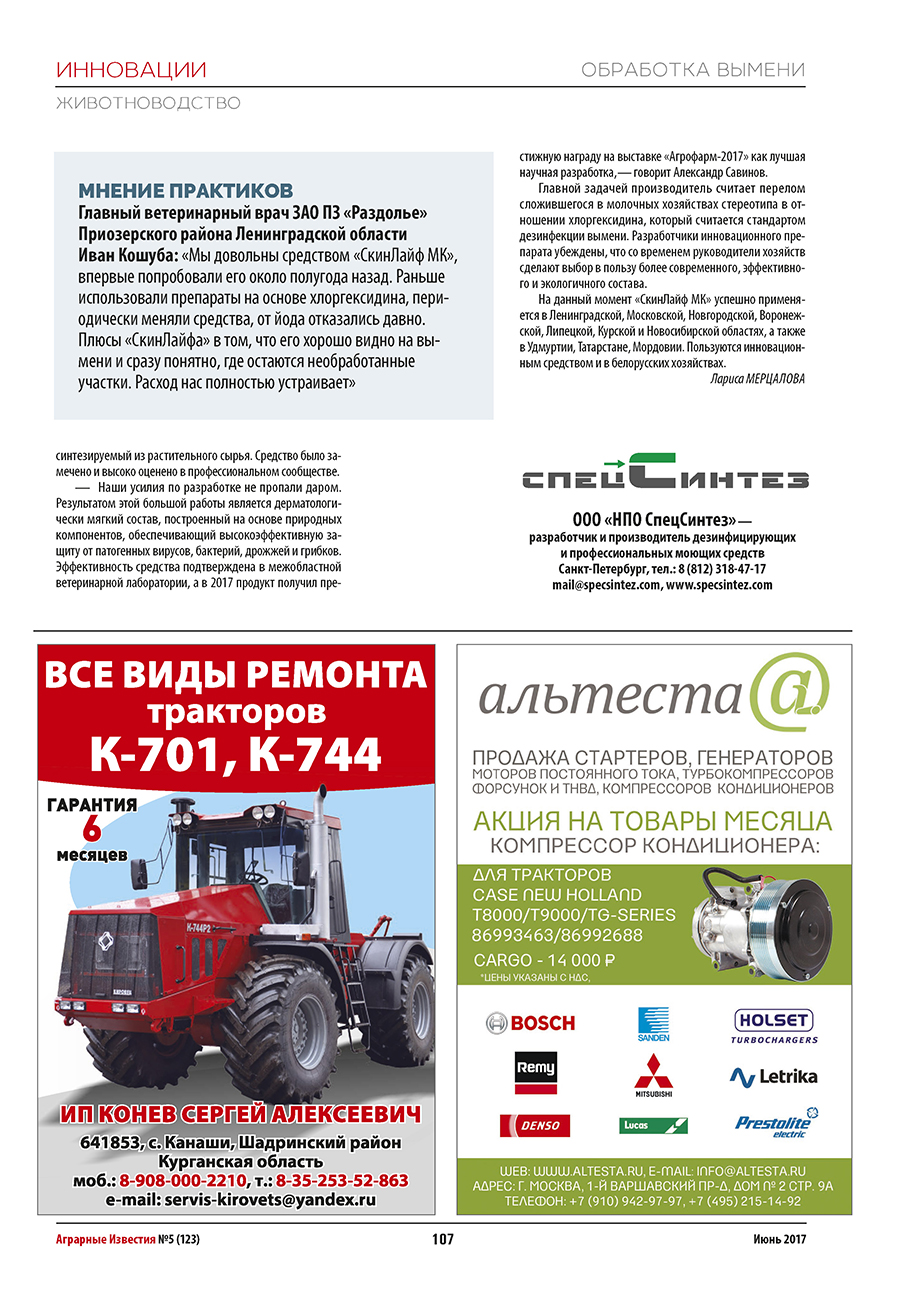 ИННОВАЦИИ
ОБРАБОТКА ВЫМЕНИ
ЖИВОТНОВОДСТВО
МНЕНИЕ ПРАКТИКОВ
Главный ветеринарный врач ЗАО ПЗ «Раздолье»
Приозерского района Ленинградской области
Иван Кошуба: «Мы довольны средством «СкинЛайф МК»,
впервые попробовали его около полугода назад. Раньше
использовали препараты на основе хлоргексидина, пери-
одически меняли средства, от йода отказались давно.
Плюсы «СкинЛайфа» в том, что его хорошо видно на вы-
мени и сразу понятно, где остаются необработанные
участки. Расход нас полностью устраивает»
синтезируемый из растительного сырья. Средство было за-
мечено и высоко оценено в профессиональном сообществе.
— Наши усилия по разработке не пропали даром.
Результатом этой большой работы является дерматологи-
чески мягкий состав, построенный на основе природных
компонентов, обеспечивающий высокоэффективную за-
щиту от патогенных вирусов, бактерий, дрожжей и грибков.
Эффективность средства подтверждена в межобластной
ветеринарной лаборатории, а в 2017 продукт получил пре-
стижную награду на выставке «Агрофарм-2017» как лучшая
научная разработка,— говорит Александр Савинов.
Главной задачей производитель считает перелом
сложившегося в молочных хозяйствах стереотипа в от-
ношении хлоргексидина, который считается стандартом
дезинфекции вымени. Разработчики инновационного пре-
парата убеждены, что со временем руководители хозяйств
сделают выбор в пользу более современного, эффективно-
го и экологичного состава.
На данный момент «СкинЛайф МК» успешно применя-
ется в Ленинградской, Московской, Новгородской, Воронеж-
ской, Липецкой, Курской и Новосибирской областях, а также
в Удмуртии, Татарстане, Мордовии. Пользуются инновацион-
ным средством и в белорусских хозяйствах.
Лариса МЕРЦАЛОВА
СПЕЦСИНТЕЗ
ООО «НПО СпецСинтез»—
разработчик и производитель дезинфицирующих
и профессиональных моющих средств
Санкт-Петербург, тел.: 8 (812) 318-47-17
mail@specsintez.com, www.specsintez.com
ВСЕ ВИДЫ РЕМОНТА
тракторов
К-701, К-744
ГАРАНТИЯ
6
месяцев
К-744Р2
КИРОВЕЦ
ИП КОНЕВ СЕРГЕЙ АЛЕКСЕЕВИЧ
641853, с. Канаши, Шадринский район
Курганская область
моб.: 8-908-000-2210, т.: 8-35-253-52-863
e-mail: servis-kirovets@yandex.ru
альтеста @
ПРОДАЖА СТАРТЕРОВ, ГЕНЕРАТОРОВ
МОТОРОВ ПОСТОЯННОГО ТОКА, ТУРБОКОМПРЕССОРОВ
ФОРСУНОК И ТНВД, КОМПРЕССОРОВ КОНДИЦИОНЕРОВ
АКЦИЯ НА ТОВАРЫ МЕСЯЦА
КОМПРЕССОР КОНДИЦИОНЕРА:
ДЛЯ ТРАКТОРОВ
CASE NEW HOLLAND
T8000/T9000/TG-SERIES
86993463/86992688
CARGO - 14 000 ₽
*ЦЕНЫ УКАЗАНЫ С НДС,
BOSCH
SANDEN
HOLSET
TURBOCHARGERS
Remy
MITSUBISHI
Letrika
DENSO
Lucas
Prestolite
electric
WEB: WWW.ALTESTA.RU, E-MAIL: INFO@ALTESTA.RU
АДРЕС: Г. МОСКВА, 1-Й ВАРШАВСКИЙ ПР-Д, ДОМ № 2 СТР. 9А
ТЕЛЕФОН: +7 (910) 942-97-97, +7 (495) 215-14-92
Аграрные Известия №5 (123)
107
Июнь 2017